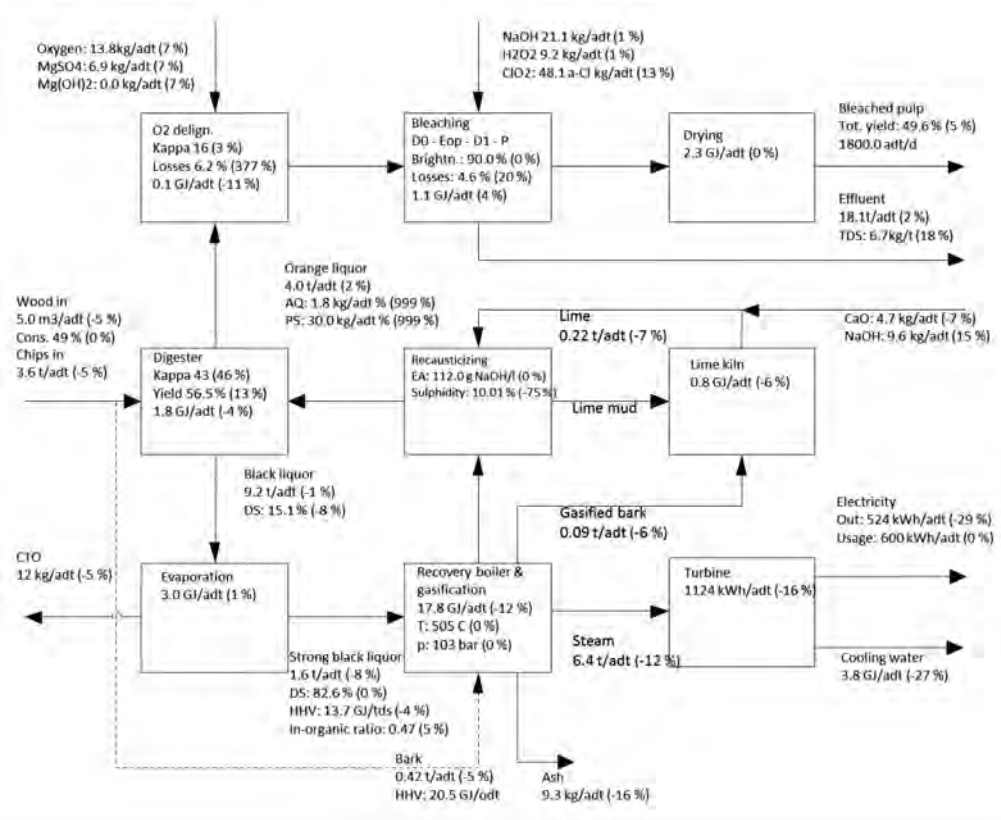 Oxygen: 13.8kg/adt (7 %)
MgSO4: 6.9 kg/adt (7 %)
Mg(OH)2: 0.0 kg/adt (7 %)
NaOH 21.1 kg/adt (1 %)
H2O2 9.2 kg/adt (1 %)
ClO2: 48.1 a-Cl kg/adt (13 %)
O2 delign.
Kappa 16 (3 %)
Losses 6.2 % (377 %)
0.1 GJ/adt (-11 %)
Bleaching
D0 - Eop - D1 - P
Brightn.: 90.0 % (0 %)
Losses: 4.6 % (20 %)
1.1 GJ/adt (4 %)
Drying
2.3 GJ/adt (0 %)
Bleached pulp
Tot. yield: 49.6 % (5 %)
1800.0 adt/d
Effluent
18.1t/adt (2 %)
TDS: 6.7kg/t (18 %)
Orange liquor
4.0 t/adt (2 %)
AQ: 1.8 kg/adt % (999 %)
PS: 30.0 kg/adt % (999 %)
Wood in
5.0 m3/adt (-5 %)
Cons. 49 % (0 %)
Chips in
3.6 t/adt (-5 %)
Digester
Kappa 43 (46 %)
Yield 56.5 % (13 %)
1.8 GJ/adt (-4 %)
Recausticizing
EA: 112.0 g NaOH/l (0 %)
Sulphidity: 10.01 % (-75 %)
Lime
0.22 t/adt (-7 %)
Lime mud
Lime kiln
0.8 GJ/adt (-6 %)
CaO: 4.7 kg/adt (-7 %)
NaOH: 9.6 kg/adt (15 %)
Black liquor
9.2 t/adt (-1 %)
DS: 15.1 % (-8 %)
Gasified bark
0.09 t/adt (-6 %)
Electricity
Out: 524 kWh/adt (-29 %)
Usage: 600 kWh/adt (0 %)
CTO
12 kg/adt (-5 %)
Evaporation
3.0 GJ/adt (1 %)
Recovery boiler &
gasification
17.8 GJ/adt (-12 %)
T: 505 C (0 %)
p: 103 bar (0 %)
Turbine
1124 kWh/adt (-16 %)
Steam
6.4 t/adt (-12 %)
Cooling water
3.8 GJ/adt (-27 %)
Strong black liquor
1.6 t/adt (-8 %)
DS: 82.6 % (0 %)
HHV: 13.7 GJ/tds (-4 %)
In-organic ratio: 0.47 (5 %)
Bark
0.42 t/adt (-5 %)
HHV: 20.5 GJ/odt
Ash
9.3 kg/adt (-16 %)